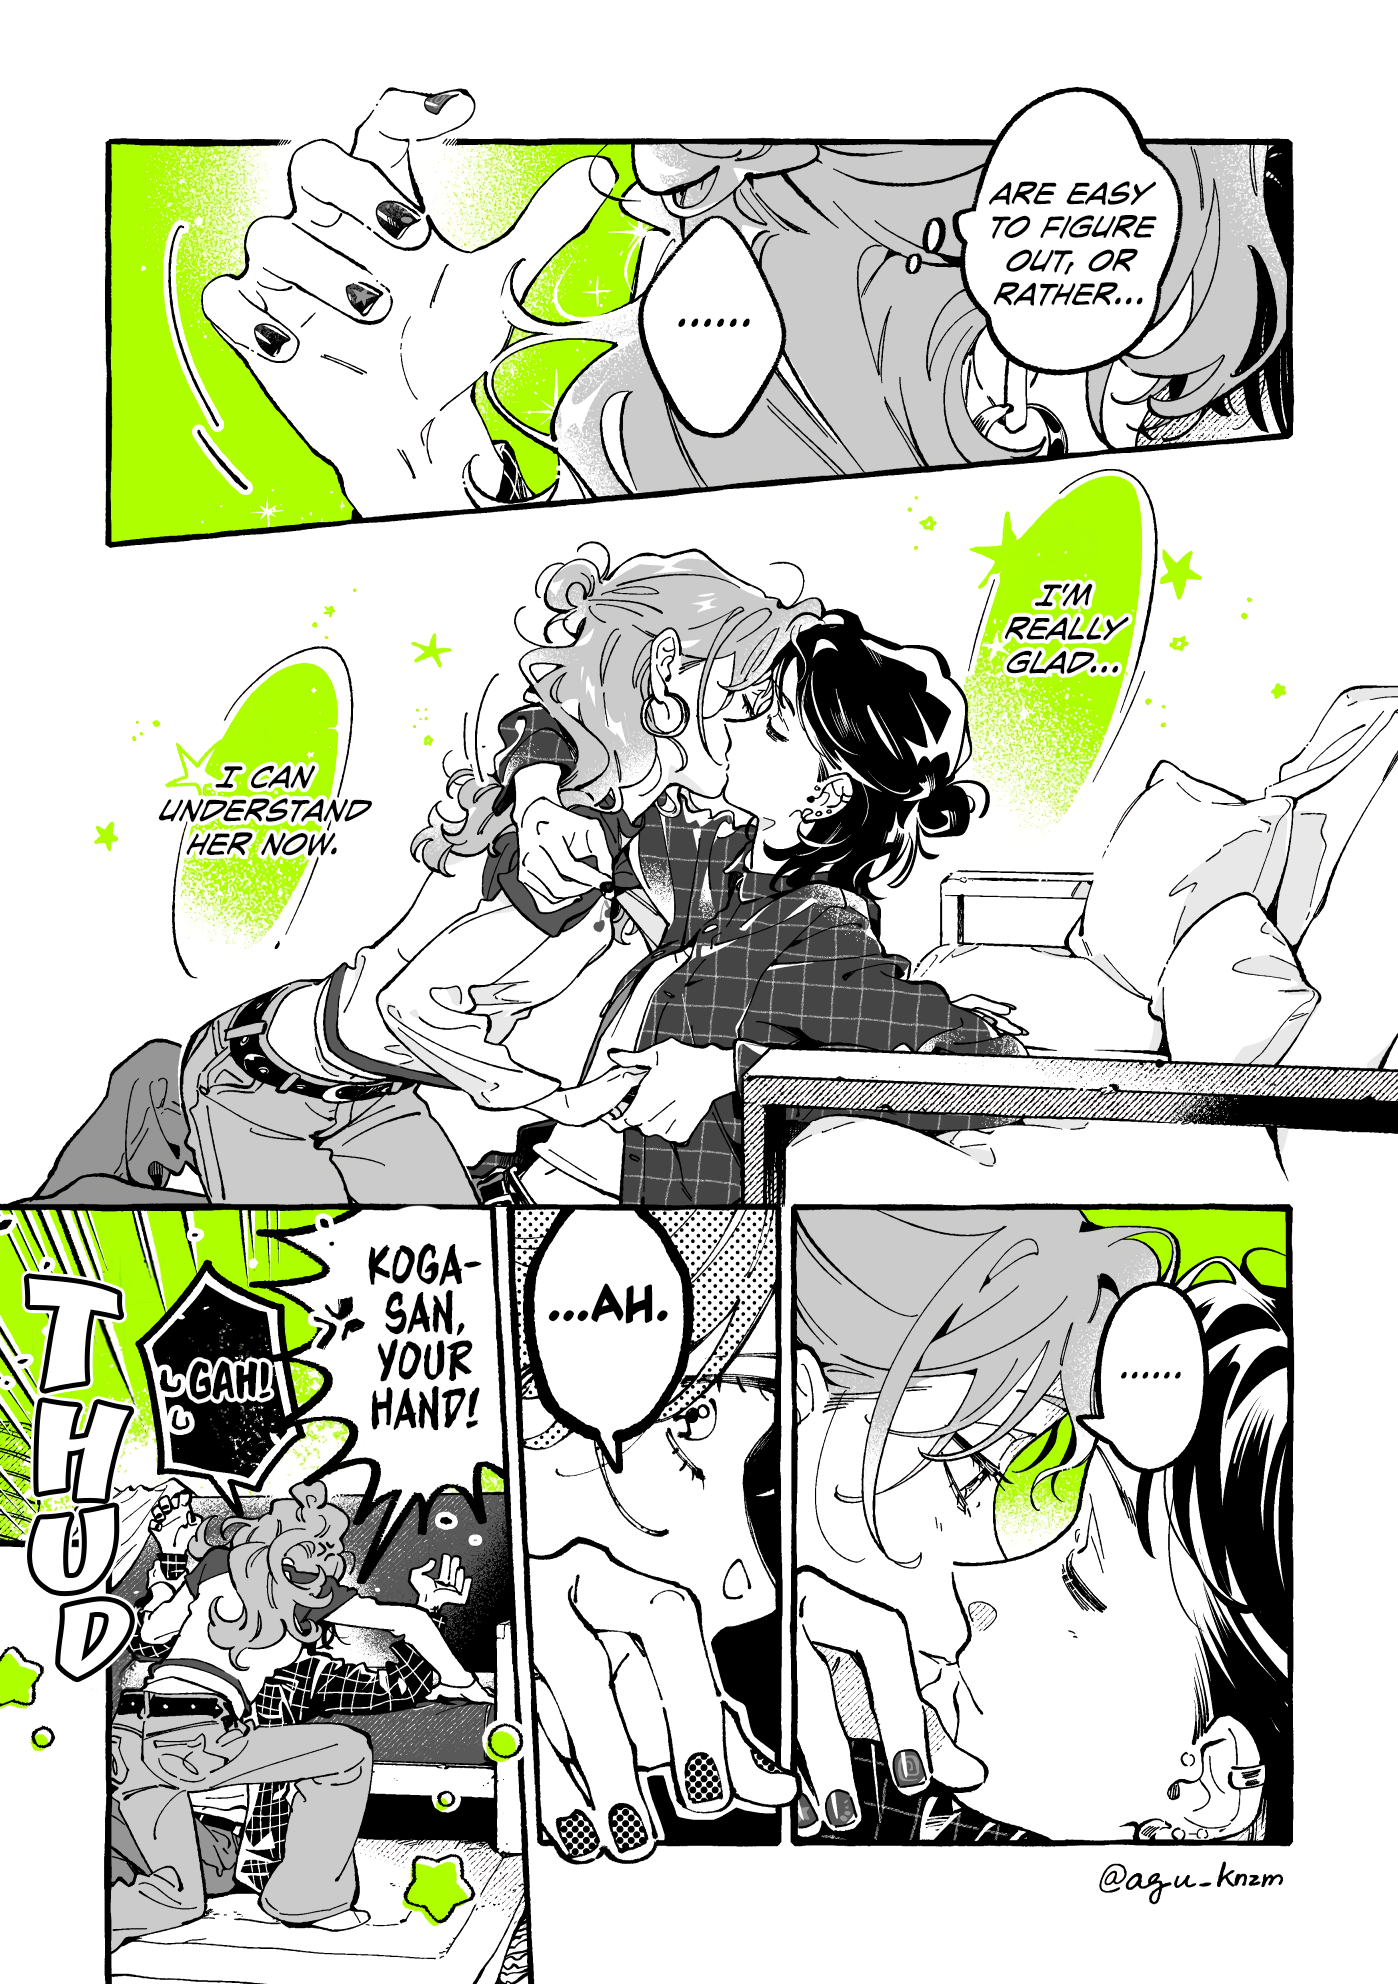 ARE EASY
TO FIGURE
OUT, OR
RATHER...
......
I'M
REALLY
GLAD...
I CAN
UNDERSTAND
HER NOW.
......
...AH.
KOGA-
SAN,
YOUR
HAND!
GAH!
THUD
@agu_knzm